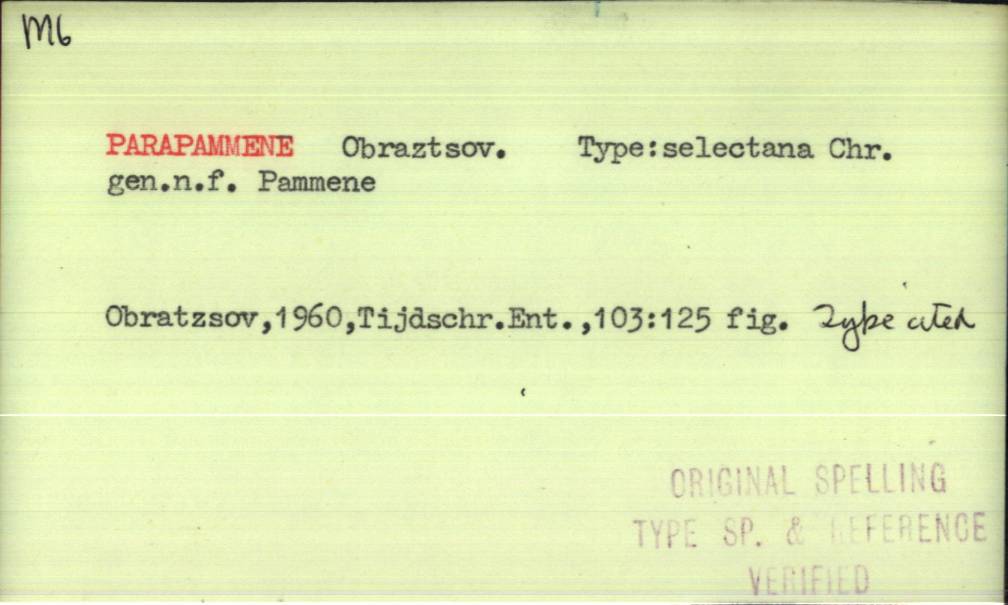 M6
PARAPAMMENE Obraztsov. Type:selectana Chr.
gen.n.f. Pammene
Obratzsov,1960,Tijdschr.Ent.,103:125 fig. Type cited
ORIGINAL SPELLING
TYPE SP. & REFERENCE
VERIFIED